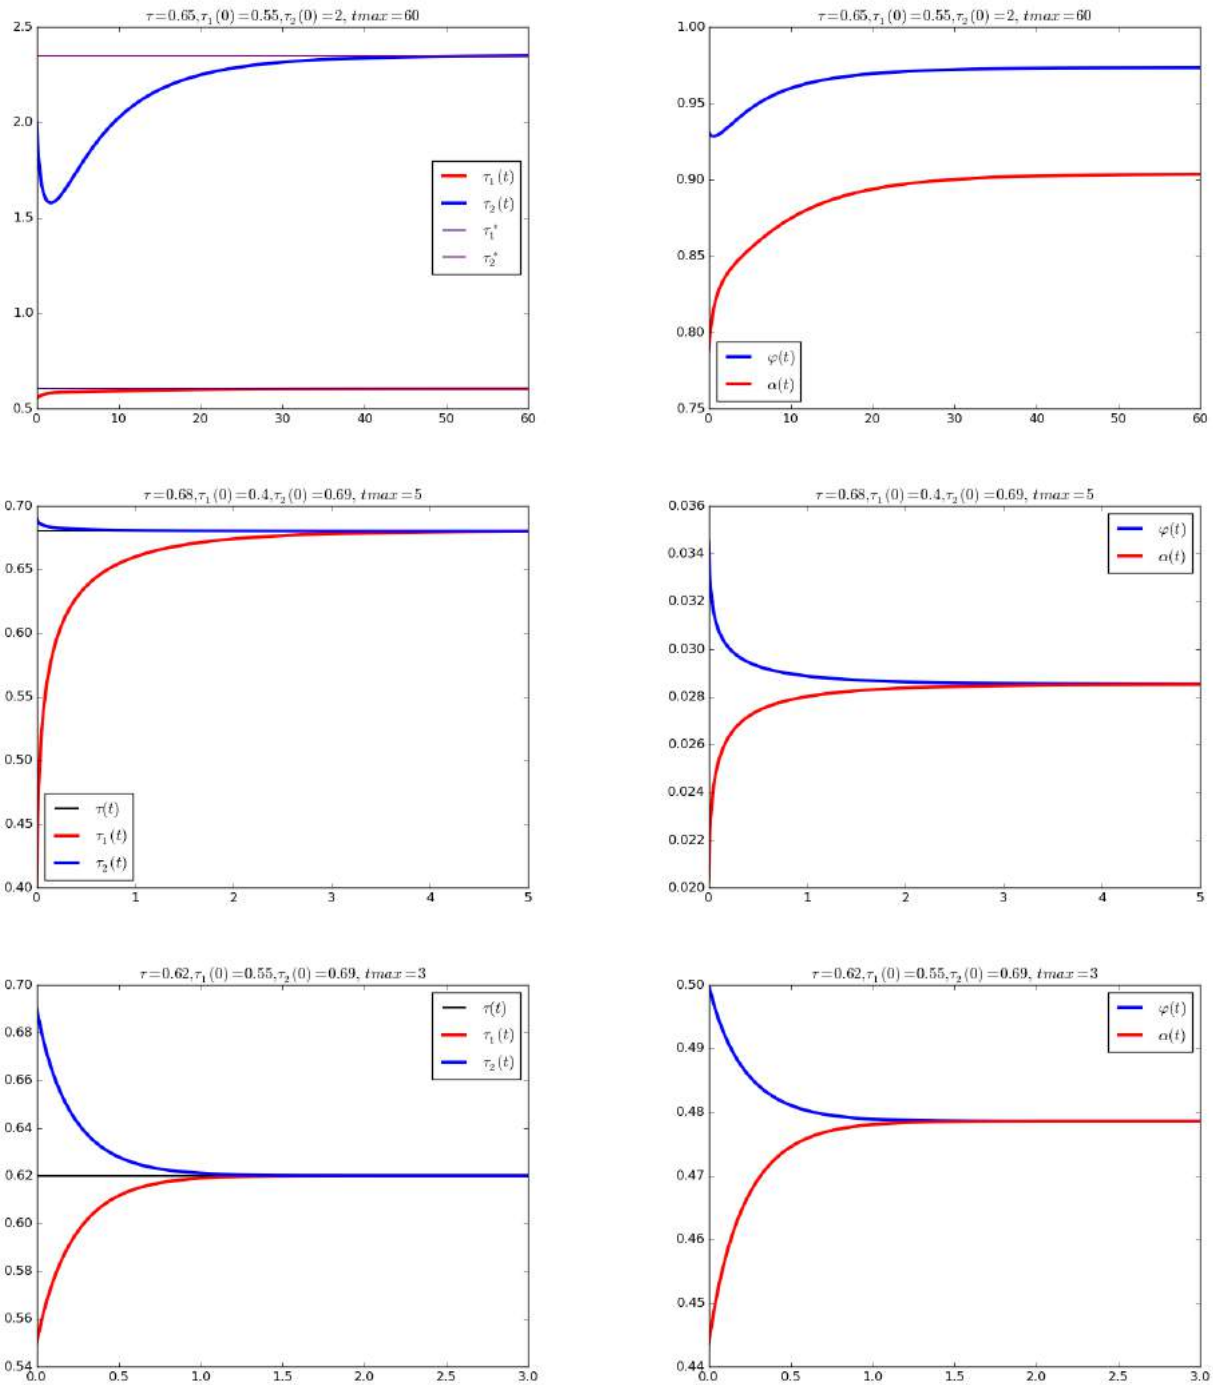 τ=0.65,τ₁(0)=0.55,τ₂(0)=2, tmax=60
2.5
2.0
1.5
1.0
0.5
τ₁(t)
τ₂(t)
τ₁*
τ₂*
0 10 20 30 40 50 60
τ=0.65,τ₁(0)=0.55,τ₂(0)=2, tmax=60
1.00
0.95
0.90
0.85
0.80
0.75
φ(t)
α(t)
0 10 20 30 40 50 60
τ=0.68,τ₁(0)=0.4,τ₂(0)=0.69, tmax=5
0.70
0.65
0.60
0.55
0.50
0.45
0.40
τ(t)
τ₁(t)
τ₂(t)
0 1 2 3 4 5
τ=0.68,τ₁(0)=0.4,τ₂(0)=0.69, tmax=5
0.036
0.034
0.032
0.030
0.028
0.026
0.024
0.022
0.020
φ(t)
α(t)
0 1 2 3 4 5
τ=0.62,τ₁(0)=0.55,τ₂(0)=0.69, tmax=3
0.70
0.68
0.66
0.64
0.62
0.60
0.58
0.56
0.54
τ(t)
τ₁(t)
τ₂(t)
0.0 0.5 1.0 1.5 2.0 2.5 3.0
τ=0.62,τ₁(0)=0.55,τ₂(0)=0.69, tmax=3
0.50
0.49
0.48
0.47
0.46
0.45
0.44
φ(t)
α(t)
0.0 0.5 1.0 1.5 2.0 2.5 3.0